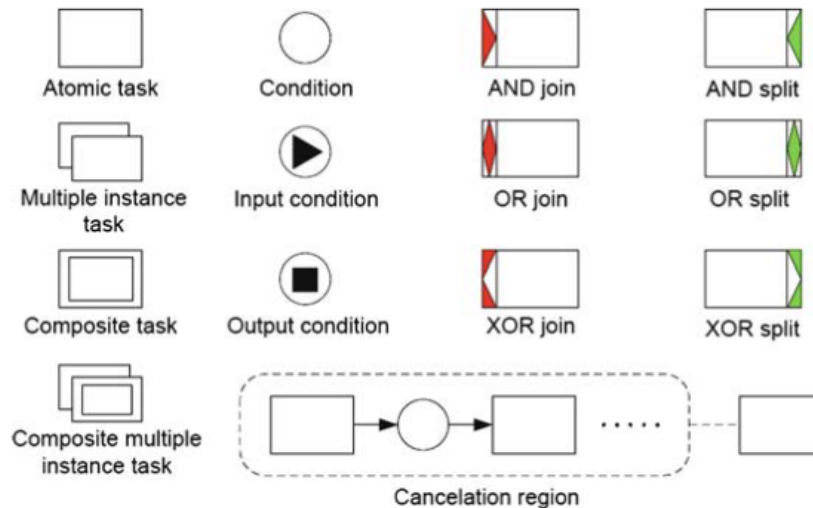 Atomic task
Condition
AND join
AND split
Multiple instance
task
Input condition
OR join
OR split
Composite task
Output condition
XOR join
XOR split
Composite multiple
instance task
Cancelation region